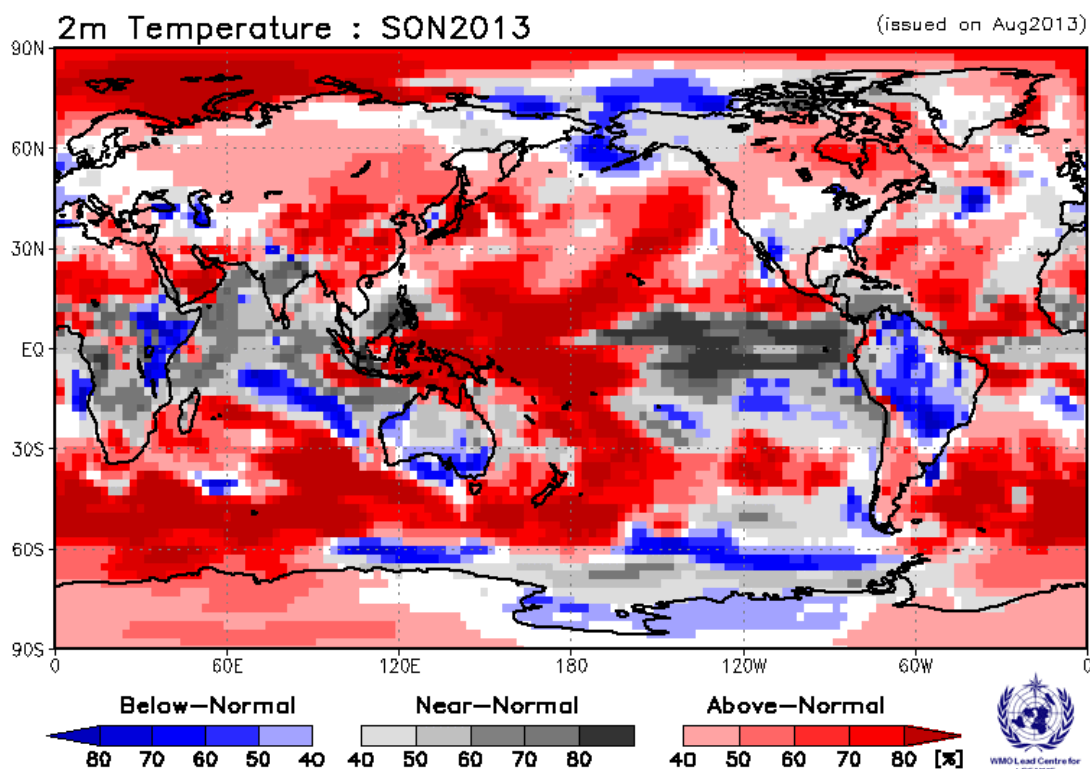 2m Temperature : SON2013
(issued on Aug2013)
90N
60N
30N
EQ
30S
60S
90S
0 60E 120E 180 120W 60W 0
Below-Normal Near-Normal Above-Normal
80 70 60 50 40 40 50 60 70 80 40 50 60 70 80 [%]
WMO Lead Centre for